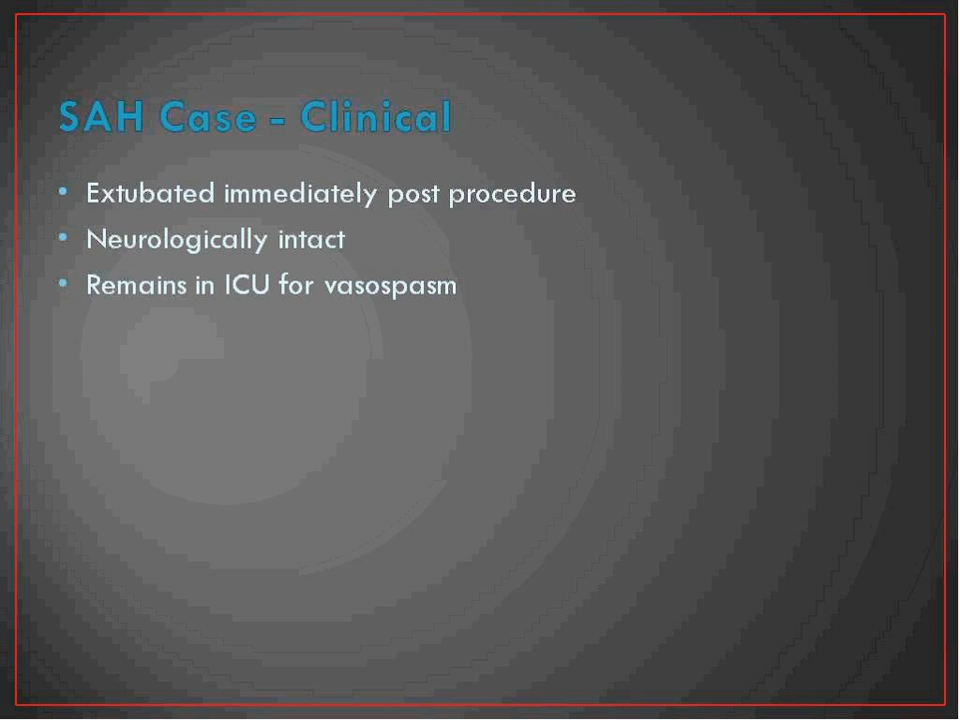 SAH Case - Clinical
• Extubated immediately post procedure
• Neurologically intact
• Remains in ICU for vasospasm